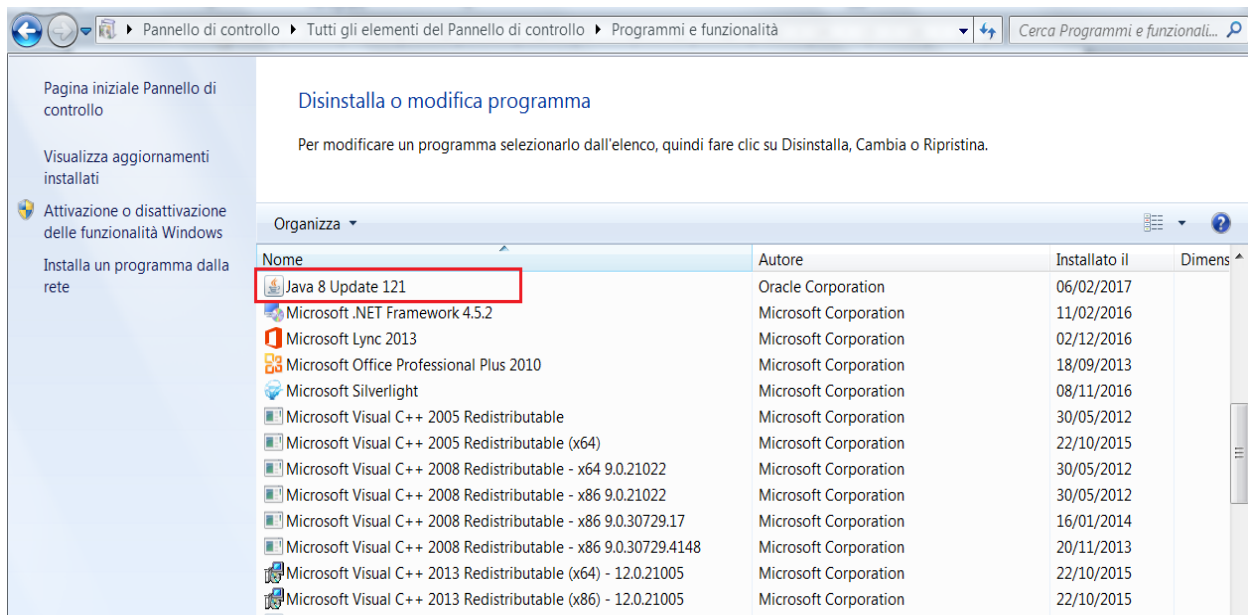 Pannello di controllo Tutti gli elementi del Pannello di controllo Programmi e funzionalità Cerca Programmi e funzionali...
Pagina iniziale Pannello di
controllo
Visualizza aggiornamenti
installati
Attivazione o disattivazione
delle funzionalità Windows
Installa un programma dalla
rete
Disinstalla o modifica programma
Per modificare un programma selezionarlo dall'elenco, quindi fare clic su Disinstalla, Cambia o Ripristina.
Organizza
Nome Autore Installato il Dimens
Java 8 Update 121 Oracle Corporation 06/02/2017
Microsoft .NET Framework 4.5.2 Microsoft Corporation 11/02/2016
Microsoft Lync 2013 Microsoft Corporation 02/12/2016
Microsoft Office Professional Plus 2010 Microsoft Corporation 18/09/2013
Microsoft Silverlight Microsoft Corporation 08/11/2016
Microsoft Visual C++ 2005 Redistributable Microsoft Corporation 30/05/2012
Microsoft Visual C++ 2005 Redistributable (x64) Microsoft Corporation 22/10/2015
Microsoft Visual C++ 2008 Redistributable - x64 9.0.21022 Microsoft Corporation 30/05/2012
Microsoft Visual C++ 2008 Redistributable - x86 9.0.21022 Microsoft Corporation 30/05/2012
Microsoft Visual C++ 2008 Redistributable - x86 9.0.30729.17 Microsoft Corporation 16/01/2014
Microsoft Visual C++ 2008 Redistributable - x86 9.0.30729.4148 Microsoft Corporation 20/11/2013
Microsoft Visual C++ 2013 Redistributable (x64) - 12.0.21005 Microsoft Corporation 22/10/2015
Microsoft Visual C++ 2013 Redistributable (x86) - 12.0.21005 Microsoft Corporation 22/10/2015